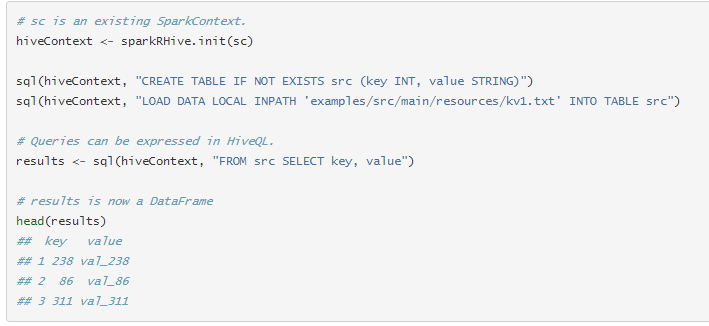 # sc is an existing SparkContext.
hiveContext <- sparkRHive.init(sc)
sql(hiveContext, "CREATE TABLE IF NOT EXISTS src (key INT, value STRING)")
sql(hiveContext, "LOAD DATA LOCAL INPATH 'examples/src/main/resources/kv1.txt' INTO TABLE src")
# Queries can be expressed in HiveQL.
results <- sql(hiveContext, "FROM src SELECT key, value")
# results is now a DataFrame
head(results)
##  key   value
## 1 238 val_238
## 2  86  val_86
## 3 311 val_311